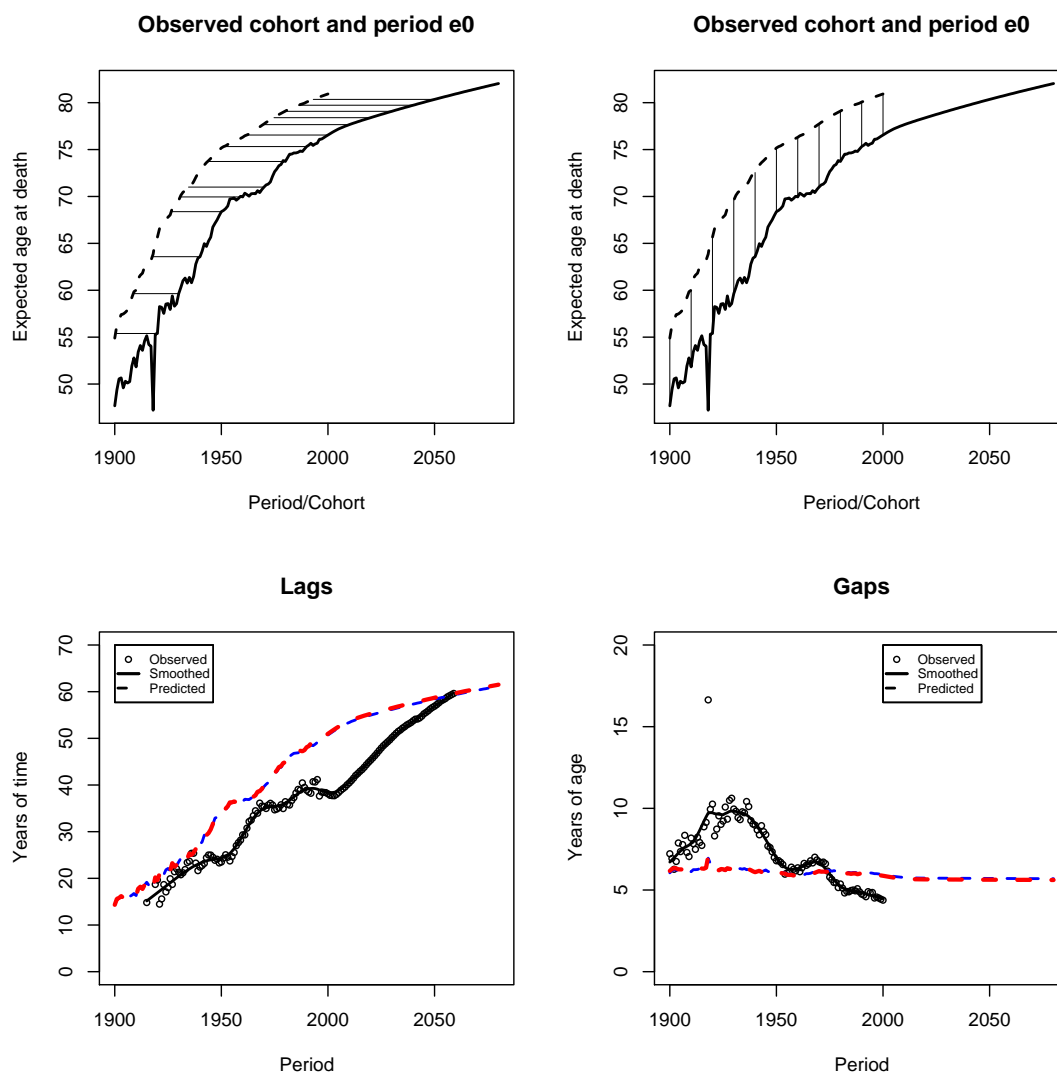 Observed cohort and period e0
Expected age at death
50 55 60 65 70 75 80
1900 1950 2000 2050
Period/Cohort
Observed cohort and period e0
Expected age at death
50 55 60 65 70 75 80
1900 1950 2000 2050
Period/Cohort
Lags
Years of time
0 10 20 30 40 50 60 70
Observed
Smoothed
Predicted
1900 1950 2000 2050
Period
Gaps
Years of age
0 5 10 15 20
Observed
Smoothed
Predicted
1900 1950 2000 2050
Period